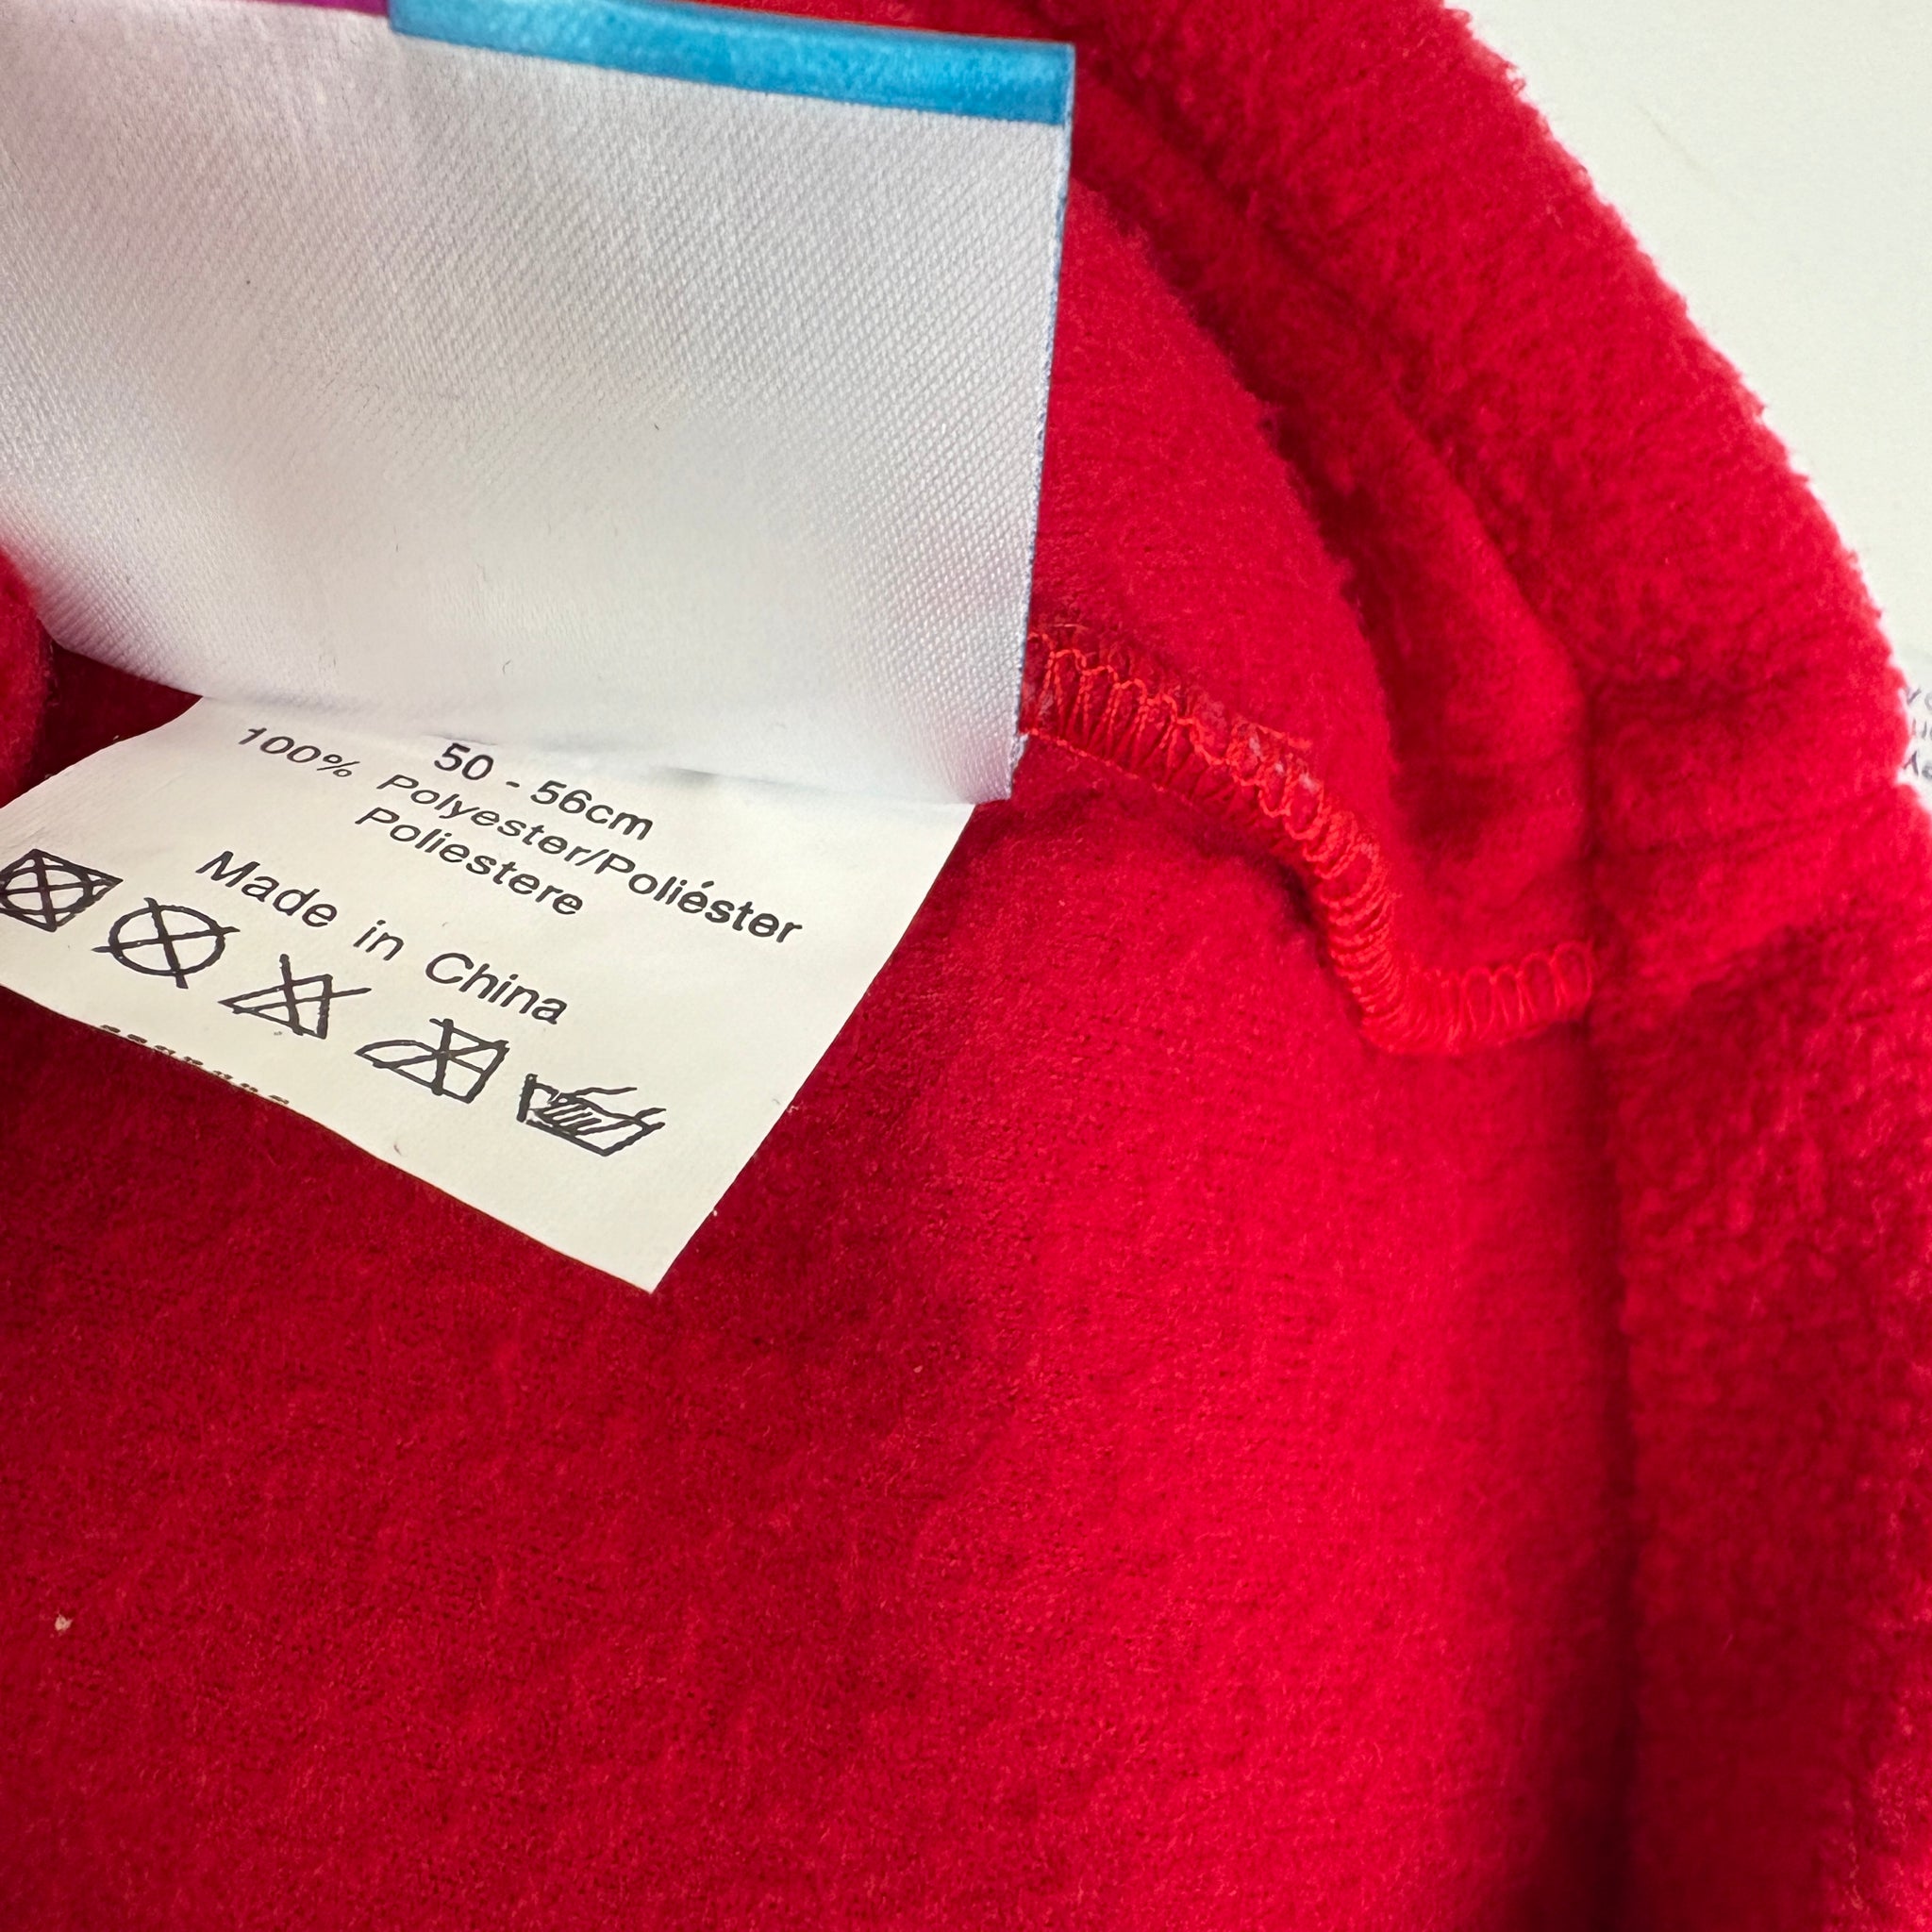 50 - 56cm
100% Polyester/Poliéster
Poliestere
Made in China